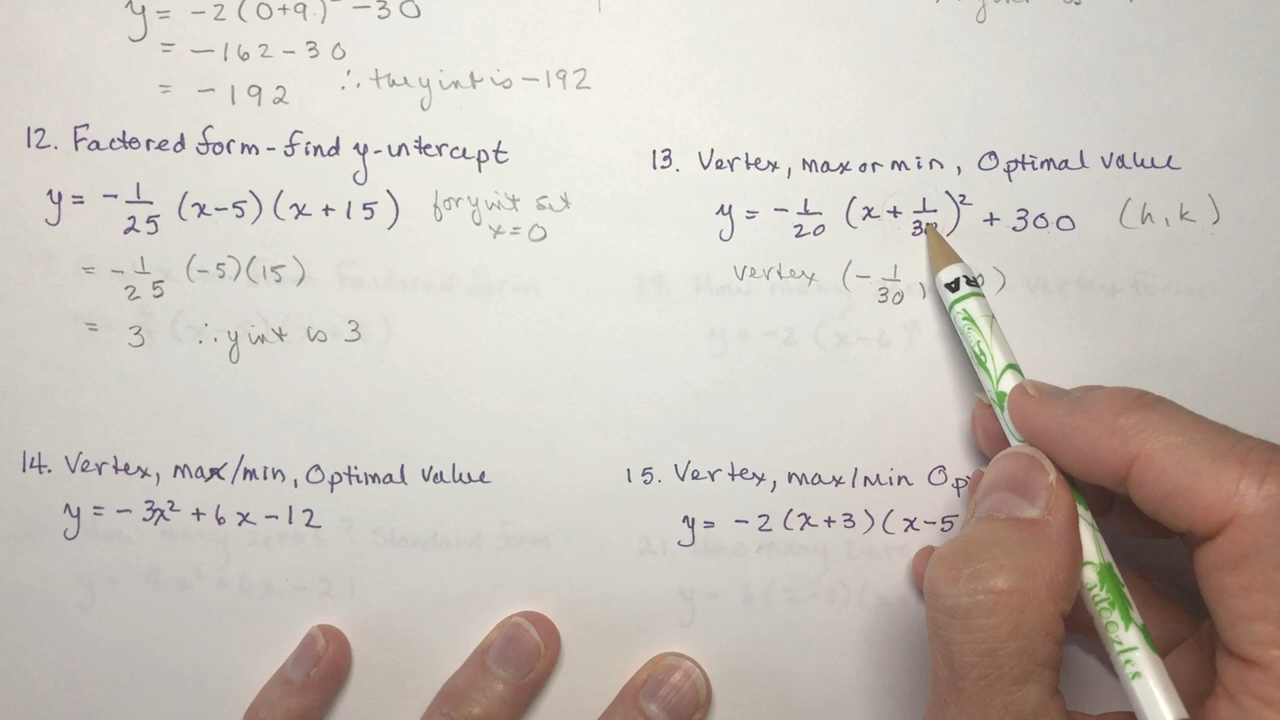 y = -2(0+9)² -30
= -162-30
= -192 ∴ the y int is -192
12. Factored form - find y-intercept
y = -1/25 (x-5)(x+15) for y int set x=0
= -1/25 (-5)(15)
= 3 ∴ y int is 3
13. Vertex, max or min, Optimal value
y = -1/20 (x + 1/30)² + 300 (h,k)
vertex (-1/30, )
14. Vertex, max/min, Optimal value
y = -3x² + 6x - 12
15. Vertex, max/min Op
y = -2(x+3)(x-5
Cadoozles